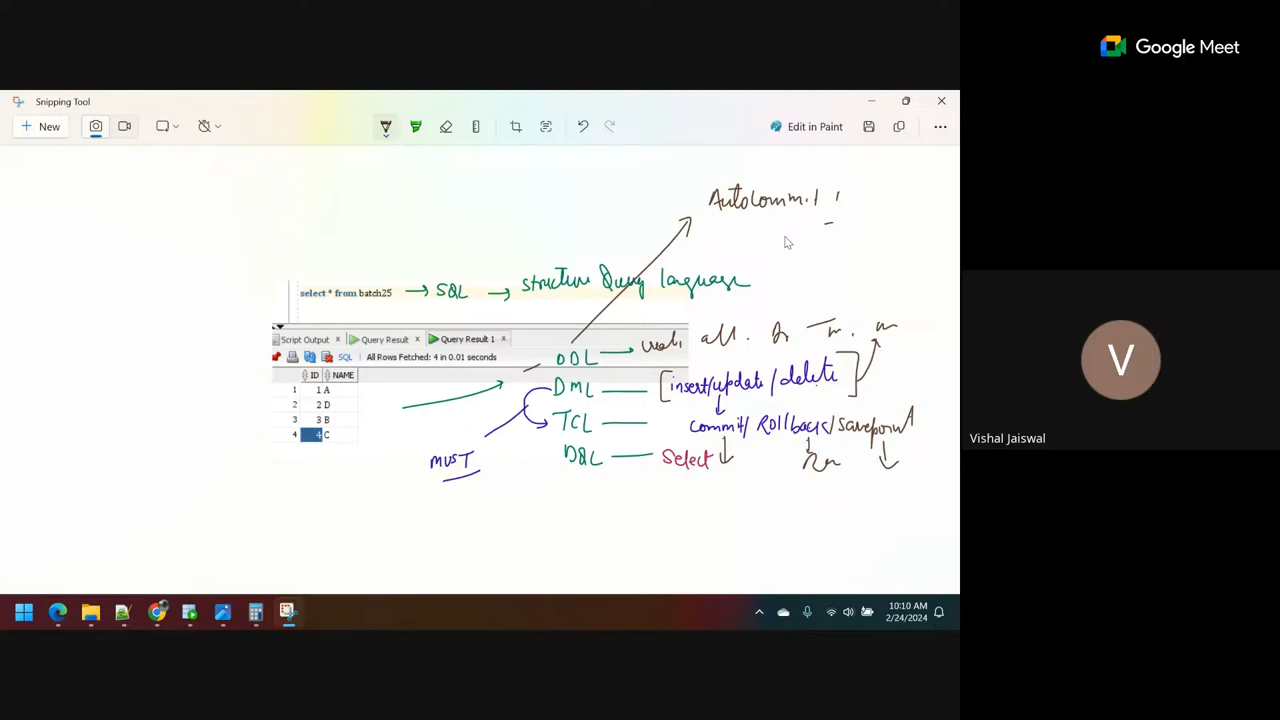 Google Meet
Snipping Tool
New
Edit in Paint
Autocommit
select * from batch25 → SQL → structure Query language
Script Output × Query Result × Query Result 1 ×
SQL All Rows Fetched: 4 in 0.01 seconds
DDL
ID NAME
1 1 A
2 2 D
3 3 B
4 4 C
DML [insert/update/delete]
TCL commit/ Rollback/savepoint
DQL Select
MUST
V
Vishal Jaiswal
10:10 AM
2/24/2024